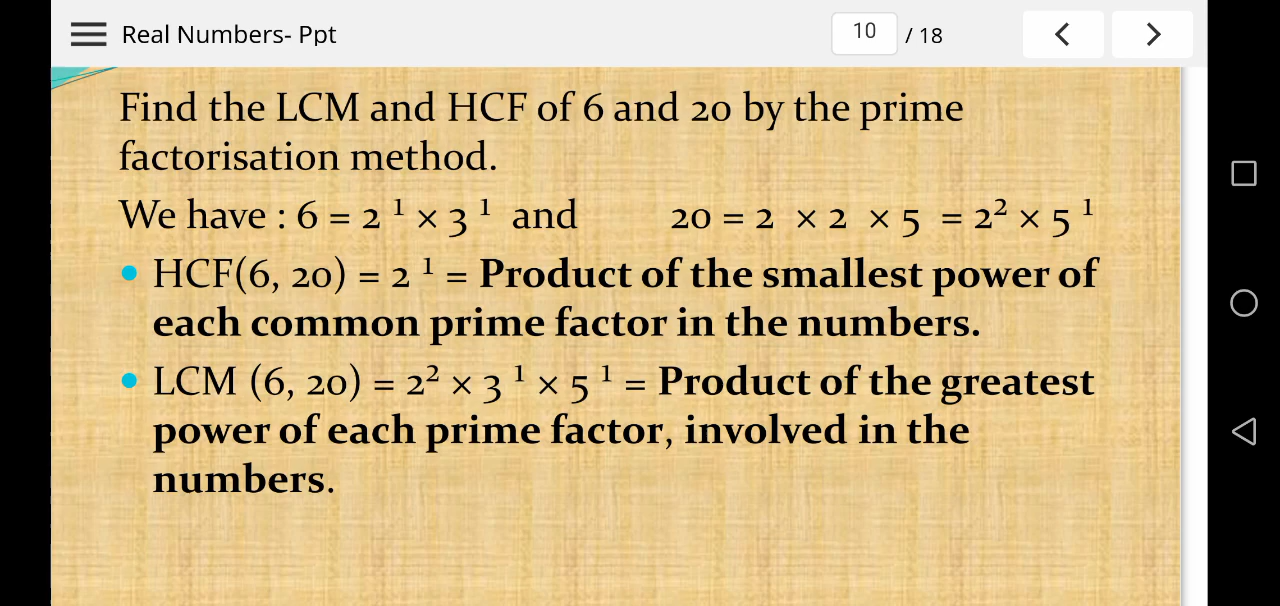 Real Numbers- Ppt
10 / 18
Find the LCM and HCF of 6 and 20 by the prime
factorisation method.
We have : 6 = 2 ¹ × 3 ¹ and 20 = 2 × 2 × 5 = 2² × 5 ¹
• HCF(6, 20) = 2 ¹ = Product of the smallest power of
each common prime factor in the numbers.
• LCM (6, 20) = 2² × 3 ¹ × 5 ¹ = Product of the greatest
power of each prime factor, involved in the
numbers.